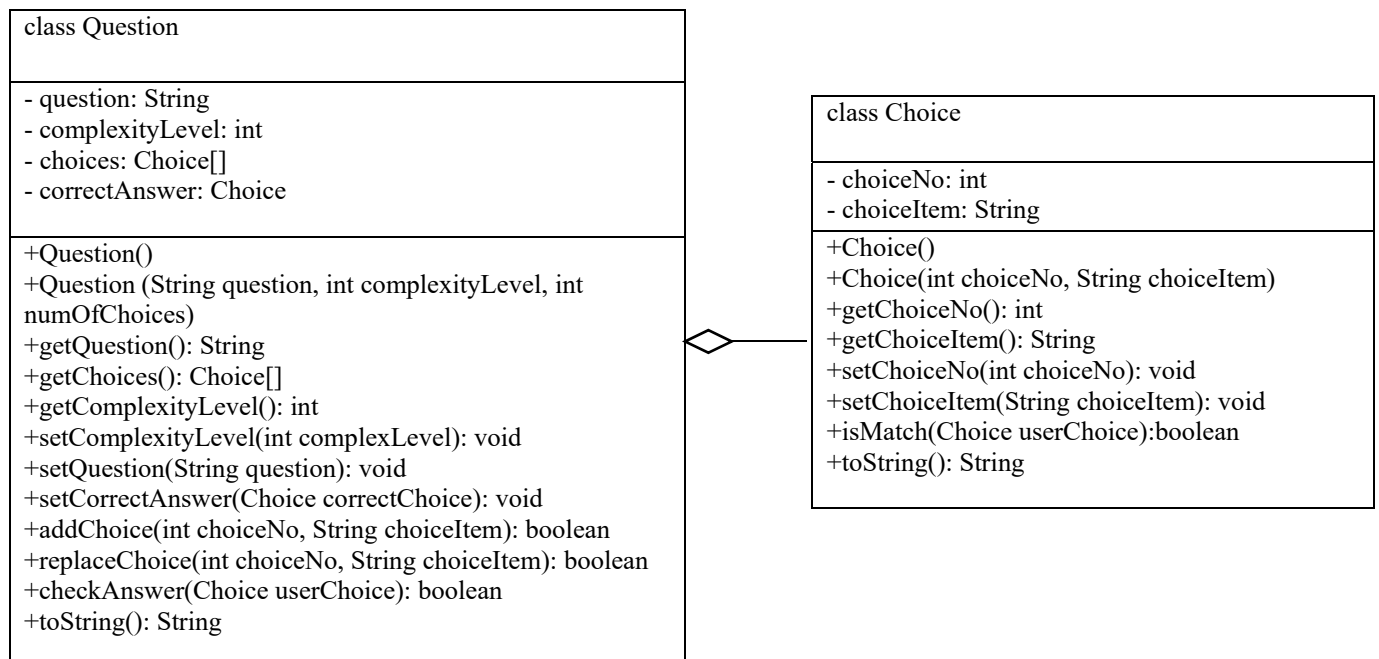 class Question
- question: String
- complexityLevel: int
- choices: Choice[]
- correctAnswer: Choice
+Question()
+Question (String question, int complexityLevel, int
numOfChoices)
+getQuestion(): String
+getChoices(): Choice[]
+getComplexityLevel(): int
+setComplexityLevel(int complexLevel): void
+setQuestion(String question): void
+setCorrectAnswer(Choice correctChoice): void
+addChoice(int choiceNo, String choiceItem): boolean
+replaceChoice(int choiceNo, String choiceItem): boolean
+checkAnswer(Choice userChoice): boolean
+toString(): String
class Choice
- choiceNo: int
- choiceItem: String
+Choice()
+Choice(int choiceNo, String choiceItem)
+getChoiceNo(): int
+getChoiceItem(): String
+setChoiceNo(int choiceNo): void
+setChoiceItem(String choiceItem): void
+isMatch(Choice userChoice):boolean
+toString(): String